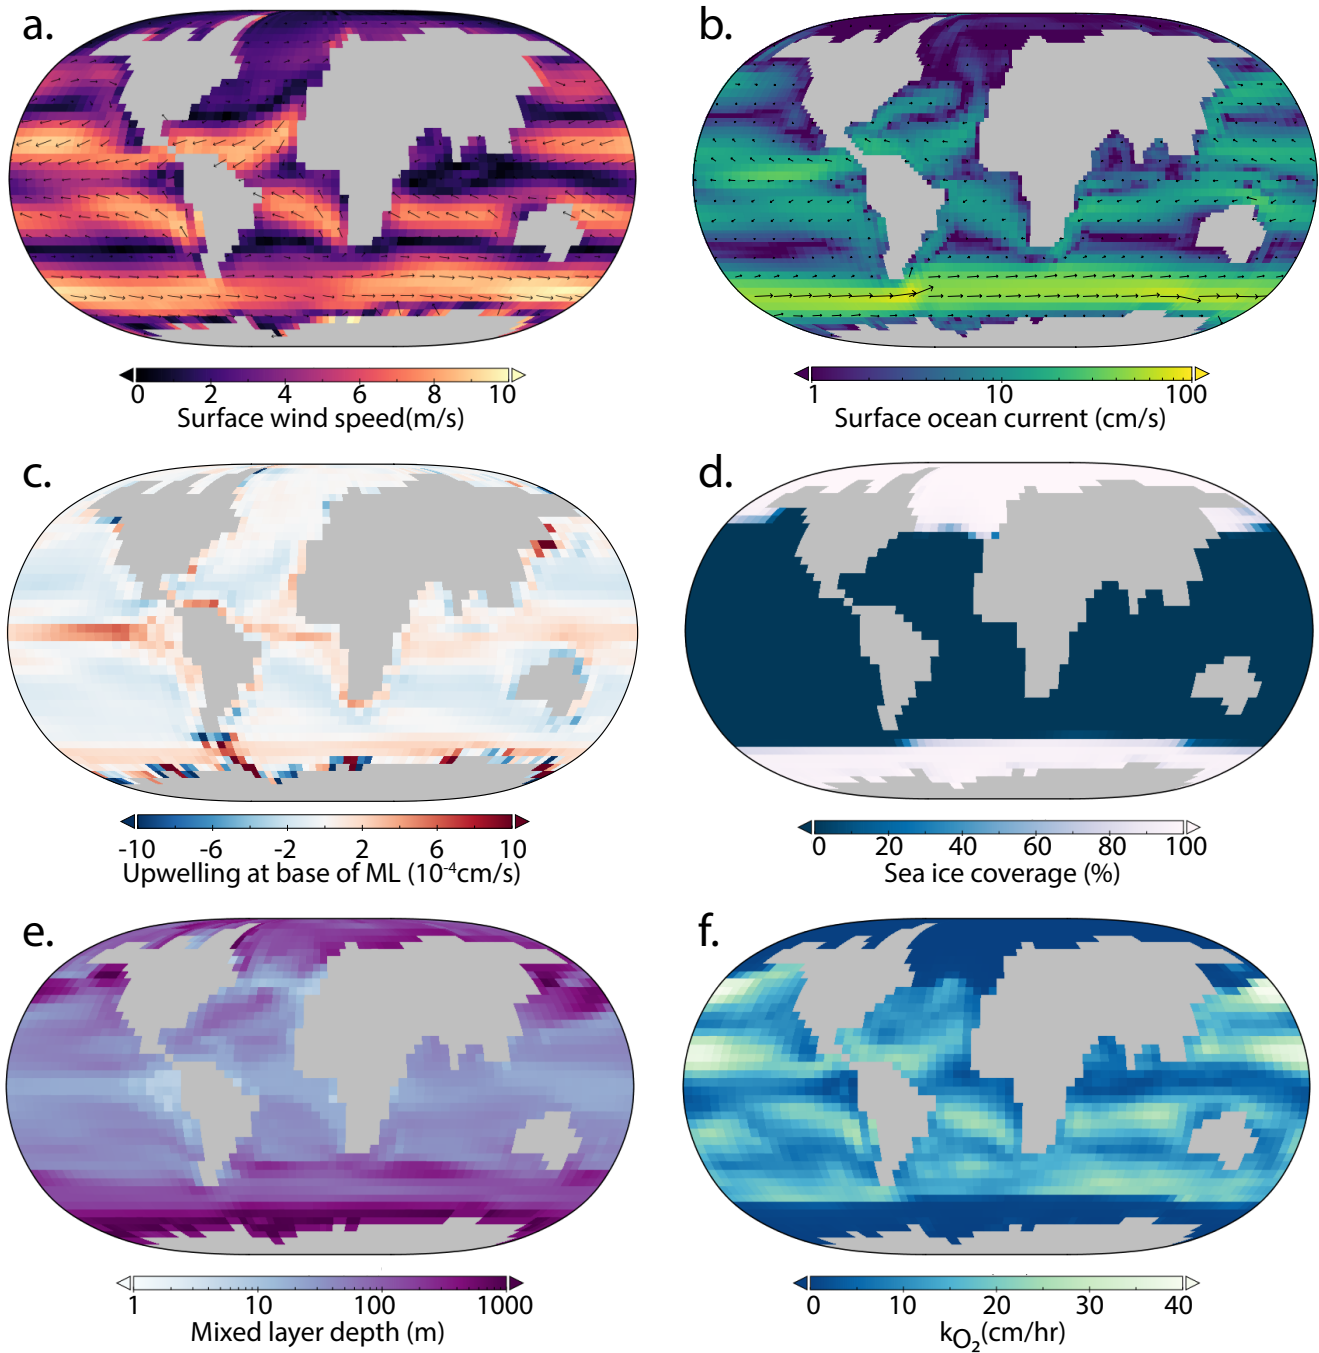 a.
b.
0 2 4 6 8 10
Surface wind speed(m/s)
1 10 100
Surface ocean current (cm/s)
c.
d.
-10 -6 -2 2 6 10
Upwelling at base of ML (10⁻⁴cm/s)
0 20 40 60 80 100
Sea ice coverage (%)
e.
f.
1 10 100 1000
Mixed layer depth (m)
0 10 20 30 40
kO₂(cm/hr)